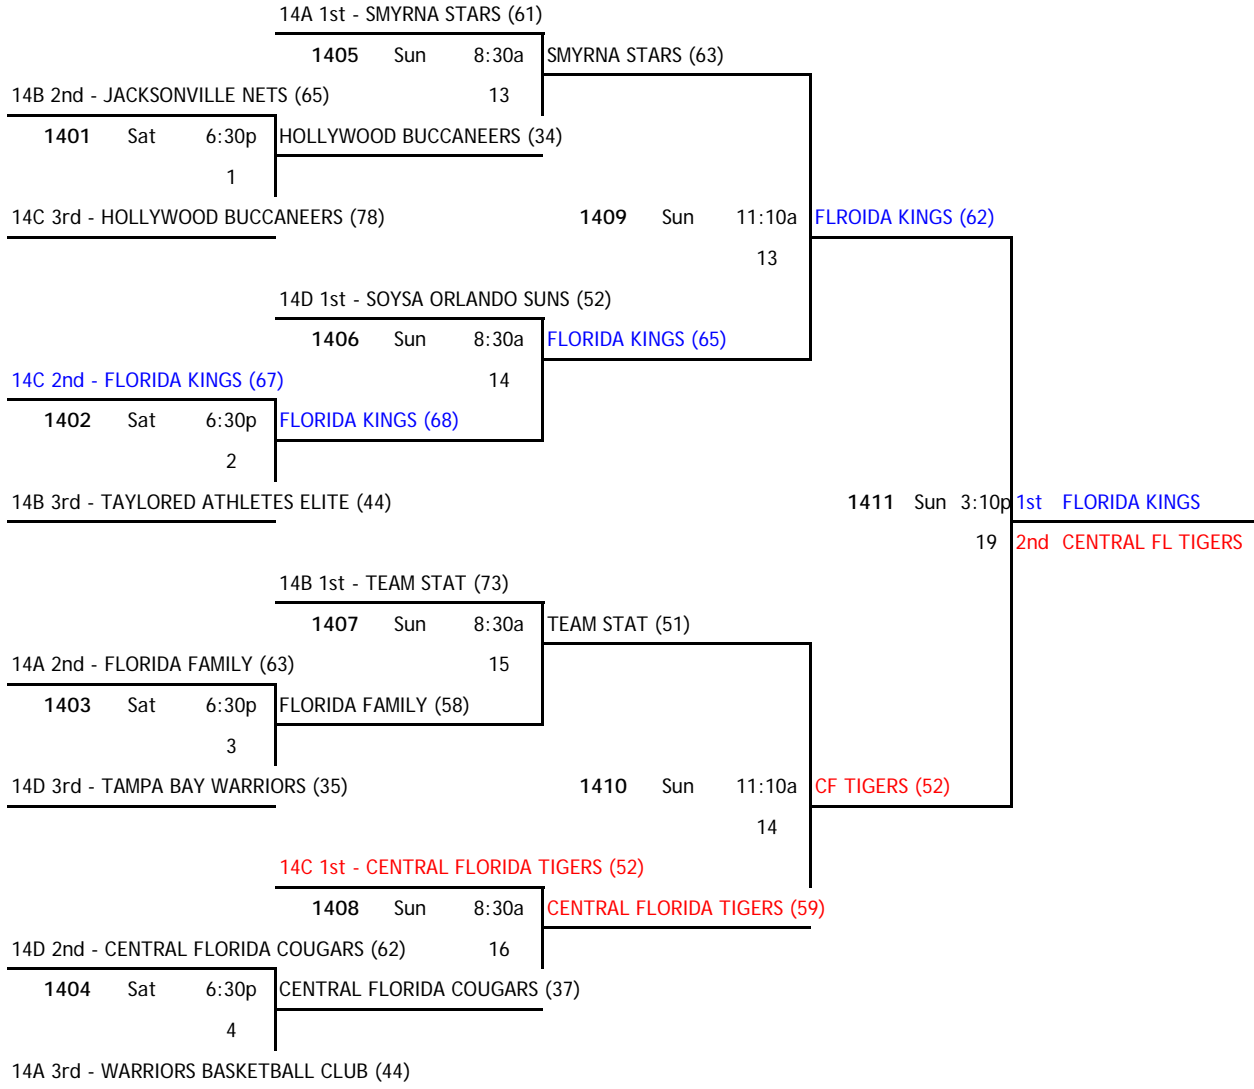 14A 1st - SMYRNA STARS (61)
1405 Sun 8:30a SMYRNA STARS (63)
14B 2nd - JACKSONVILLE NETS (65) 13
1401 Sat 6:30p HOLLYWOOD BUCCANEERS (34)
1
14C 3rd - HOLLYWOOD BUCCANEERS (78) 1409 Sun 11:10a FLROIDA KINGS (62)
13
14D 1st - SOYSA ORLANDO SUNS (52)
1406 Sun 8:30a FLORIDA KINGS (65)
14C 2nd - FLORIDA KINGS (67) 14
1402 Sat 6:30p FLORIDA KINGS (68)
2
14B 3rd - TAYLORED ATHLETES ELITE (44) 1411 Sun 3:10p 1st FLORIDA KINGS
19 2nd CENTRAL FL TIGERS
14B 1st - TEAM STAT (73)
1407 Sun 8:30a TEAM STAT (51)
14A 2nd - FLORIDA FAMILY (63) 15
1403 Sat 6:30p FLORIDA FAMILY (58)
3
14D 3rd - TAMPA BAY WARRIORS (35) 1410 Sun 11:10a CF TIGERS (52)
14
14C 1st - CENTRAL FLORIDA TIGERS (52)
1408 Sun 8:30a CENTRAL FLORIDA TIGERS (59)
14D 2nd - CENTRAL FLORIDA COUGARS (62) 16
1404 Sat 6:30p CENTRAL FLORIDA COUGARS (37)
4
14A 3rd - WARRIORS BASKETBALL CLUB (44)